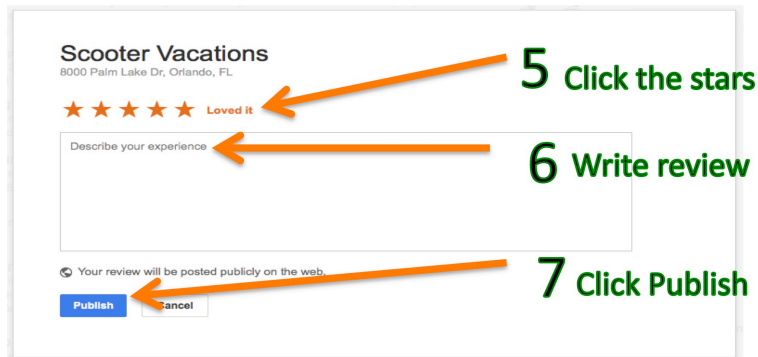 Scooter Vacations
8000 Palm Lake Dr, Orlando, FL
5 Click the stars
Loved it
Describe your experience
6 Write review
Your review will be posted publicly on the web.
7 Click Publish
Publish
Cancel